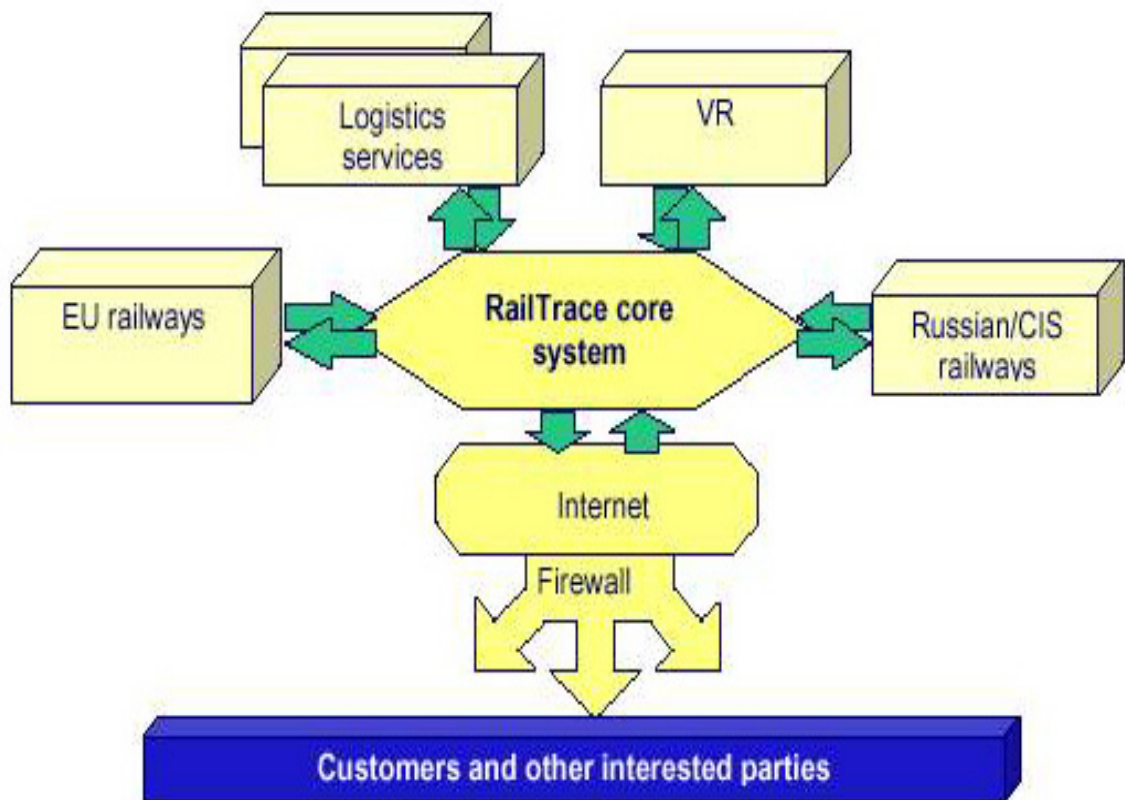 Logistics
services
VR
EU railways
RailTrace core
system
Russian/CIS
railways
Internet
Firewall
Customers and other interested parties